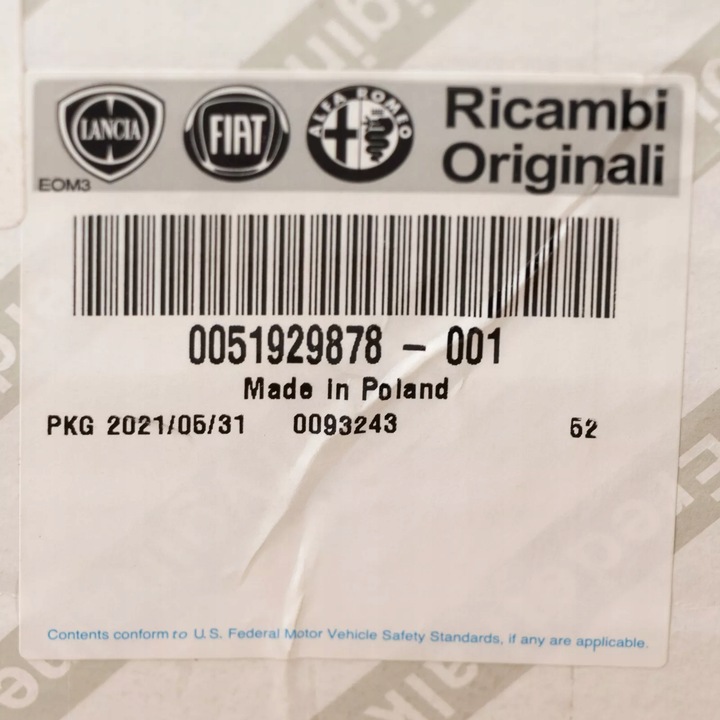 LANCIA FIAT ALFA ROMEO
Ricambi
Originali
EOM3
0051929878 - 001
Made in Poland
PKG 2021/05/31 0093243 52
Contents conform to U.S. Federal Motor Vehicle Safety Standards, if any are applicable.